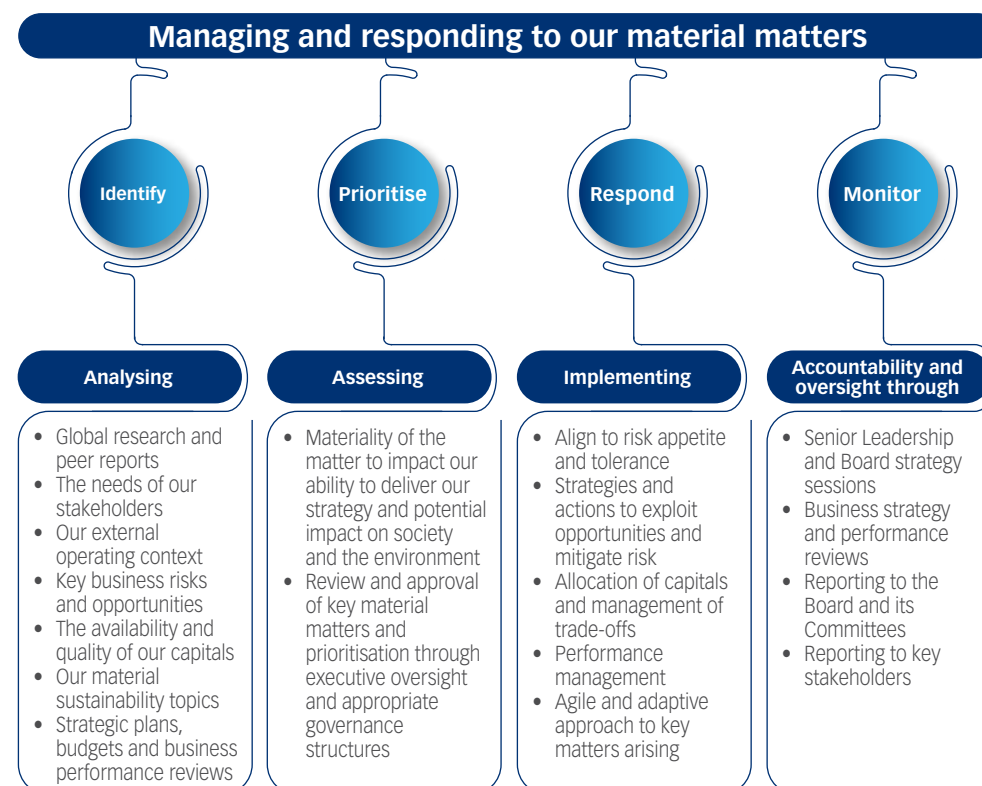 Managing and responding to our material matters
Identify
Prioritise
Respond
Monitor
Analysing
• Global research and
peer reports
• The needs of our
stakeholders
• Our external
operating context
• Key business risks
and opportunities
• The availability and
quality of our capitals
• Our material
sustainability topics
• Strategic plans,
budgets and business
performance reviews
Assessing
• Materiality of the
matter to impact our
ability to deliver our
strategy and potential
impact on society
and the environment
• Review and approval
of key material
matters and
prioritisation through
executive oversight
and appropriate
governance
structures
Implementing
• Align to risk appetite
and tolerance
• Strategies and
actions to exploit
opportunities and
mitigate risk
• Allocation of capitals
and management of
trade-offs
• Performance
management
• Agile and adaptive
approach to key
matters arising
Accountability and
oversight through
• Senior Leadership
and Board strategy
sessions
• Business strategy
and performance
reviews
• Reporting to the
Board and its
Committees
• Reporting to key
stakeholders